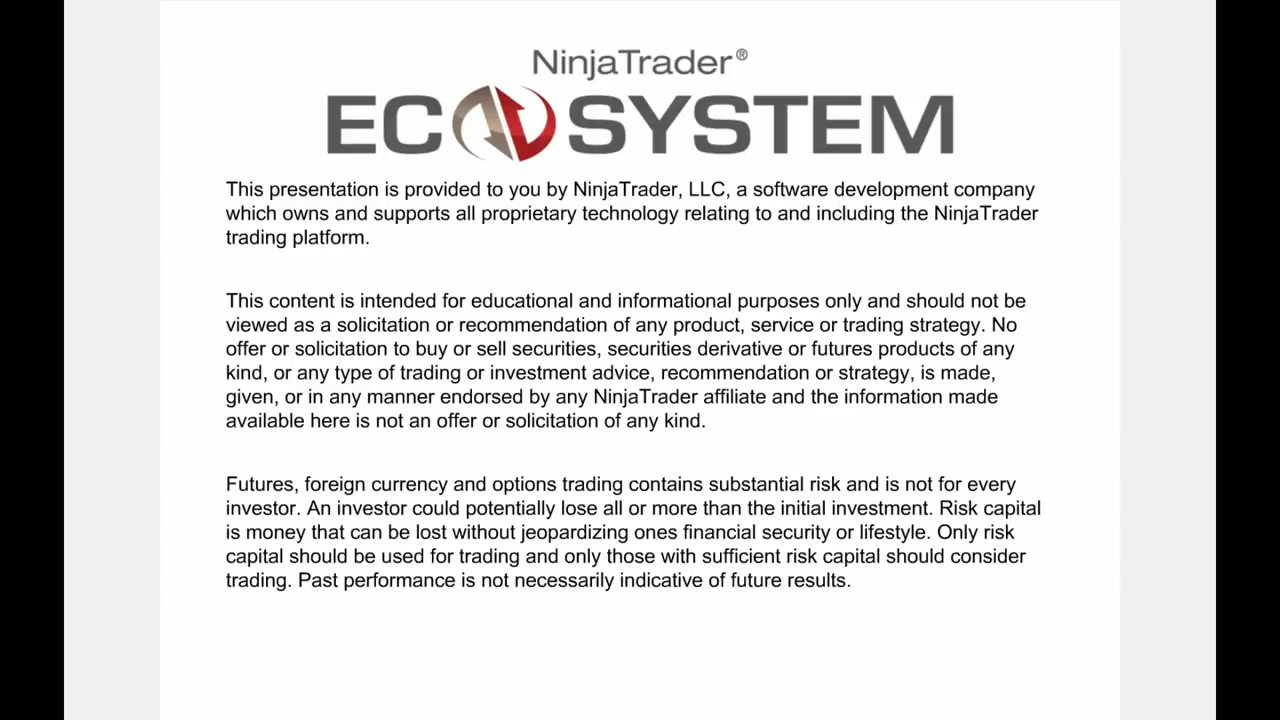 NinjaTrader®
ECOSYSTEM
This presentation is provided to you by NinjaTrader, LLC, a software development company
which owns and supports all proprietary technology relating to and including the NinjaTrader
trading platform.
This content is intended for educational and informational purposes only and should not be
viewed as a solicitation or recommendation of any product, service or trading strategy. No
offer or solicitation to buy or sell securities, securities derivative or futures products of any
kind, or any type of trading or investment advice, recommendation or strategy, is made,
given, or in any manner endorsed by any NinjaTrader affiliate and the information made
available here is not an offer or solicitation of any kind.
Futures, foreign currency and options trading contains substantial risk and is not for every
investor. An investor could potentially lose all or more than the initial investment. Risk capital
is money that can be lost without jeopardizing ones financial security or lifestyle. Only risk
capital should be used for trading and only those with sufficient risk capital should consider
trading. Past performance is not necessarily indicative of future results.